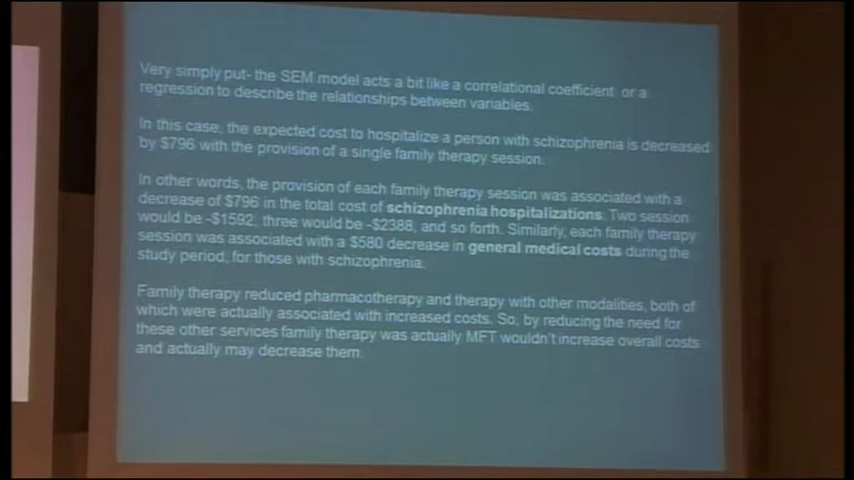 Very simply put- the SEM model acts a bit like a correlational coefficient or a
regression to describe the relationships between variables.
In this case, the expected cost to hospitalize a person with schizophrenia is decreased
by $796 with the provision of a single family therapy session.
In other words, the provision of each family therapy session was associated with a
decrease of $796 in the total cost of schizophrenia hospitalizations. Two session
would be -$1592, three would be -$2388, and so forth. Similarly, each family therapy
session was associated with a $580 decrease in general medical costs during the
study period, for those with schizophrenia.
Family therapy reduced pharmacotherapy and therapy with other modalities, both of
which were actually associated with increased costs. So, by reducing the need for
these other services family therapy was actually MFT wouldn't increase overall costs
and actually may decrease them.